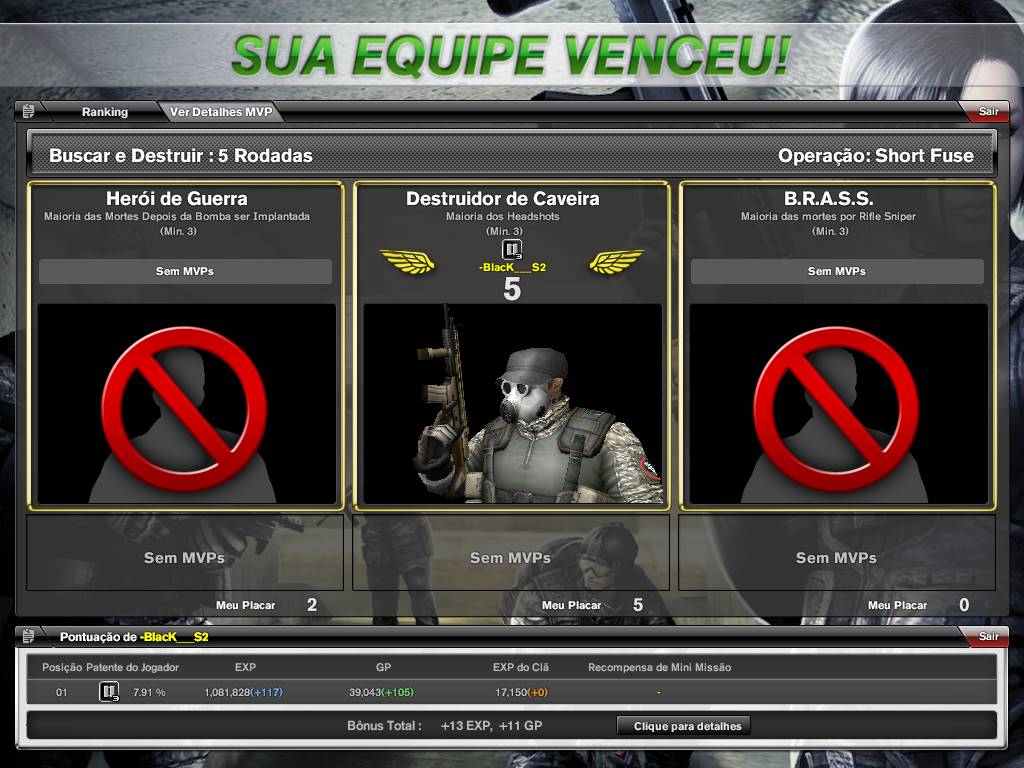 SUA EQUIPE VENCEU!
Ranking
Ver Detalhes MVP
Sair
Buscar e Destruir : 5 Rodadas
Operação: Short Fuse
Herói de Guerra
Maioria das Mortes Depois da Bomba ser Implantada
(Min. 3)
Sem MVPs
Destruidor de Caveira
Maioria dos Headshots
(Min. 3)
3
-BlacK___S2
5
B.R.A.S.S.
Maioria das mortes por Rifle Sniper
(Min. 3)
Sem MVPs
Sem MVPs
Sem MVPs
Sem MVPs
Meu Placar 2
Meu Placar 5
Meu Placar 0
Pontuação de -BlacK___S2
Sair
Posição Patente do Jogador EXP GP EXP do Clã Recompensa de Mini Missão
01 3 7.91 % 1,081,828(+117) 39,043(+105) 17,150(+0) -
Bônus Total : +13 EXP, +11 GP
Clique para detalhes